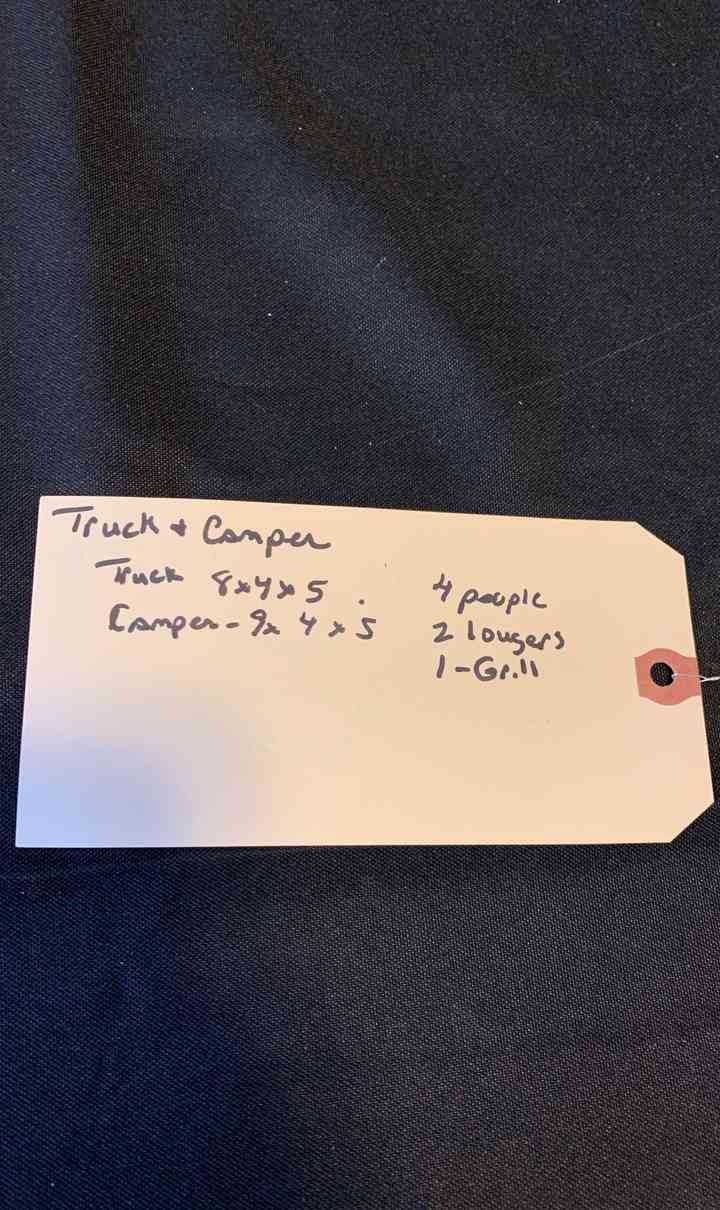 Truck + Camper
Truck 8x4x5
Camper - 9x 4 x 5
4 people
2 lougers
1 - Grill